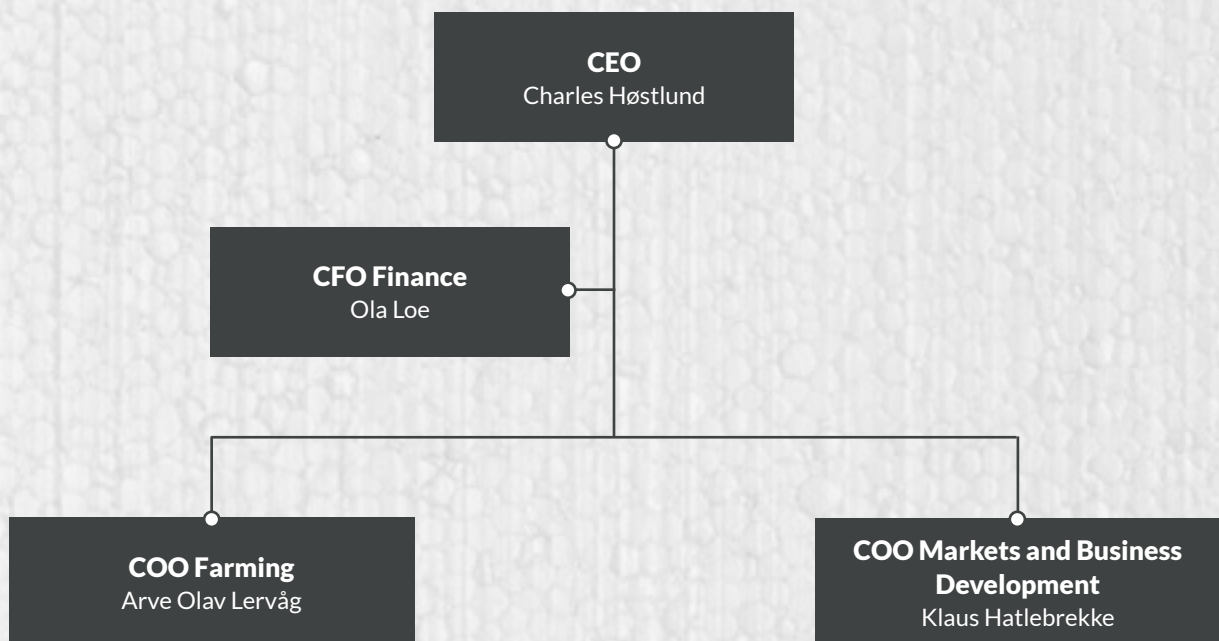 CEO
Charles Høstlund
CFO Finance
Ola Loe
COO Farming
Arve Olav Lervåg
COO Markets and Business
Development
Klaus Hatlebrekke